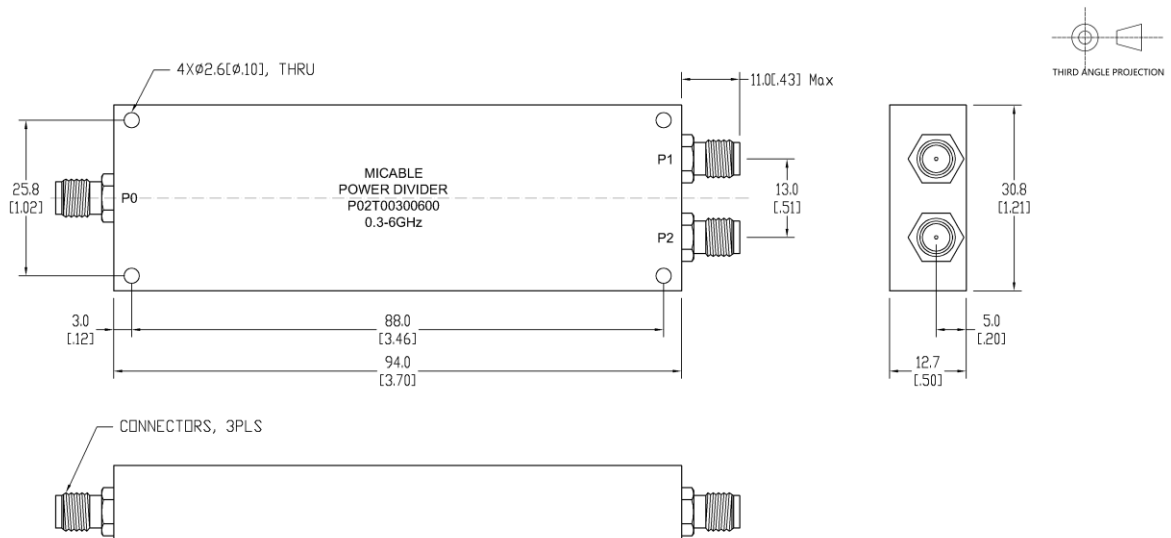 THIRD ANGLE PROJECTION
4XØ2.6[Ø.10], THRU
11.0[.43] Max
MICABLE
POWER DIVIDER
P02T00300600
0.3-6GHz
P0
P1
P2
25.8
[1.02]
13.0
[.51]
30.8
[1.21]
3.0
[.12]
88.0
[3.46]
94.0
[3.70]
5.0
[.20]
12.7
[.50]
CONNECTORS, 3PLS